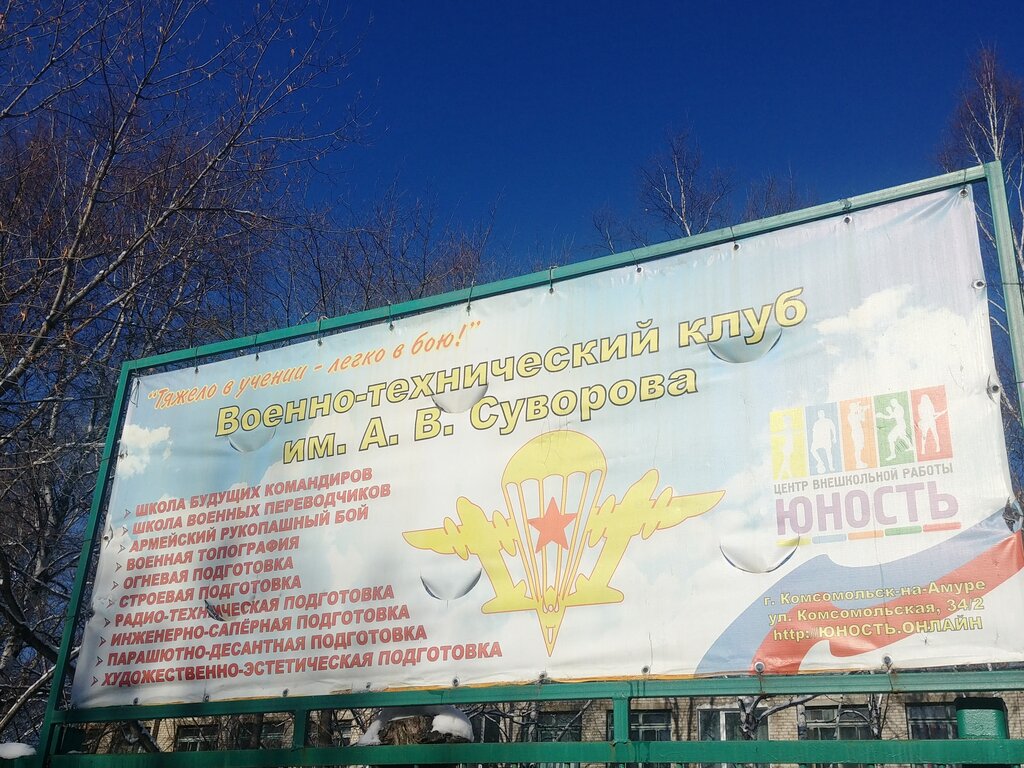 "Тяжело в учении - легко в бою!"
Военно-технический клуб
им. А. В. Суворова
ШКОЛА БУДУЩИХ КОМАНДИРОВ
ШКОЛА ВОЕННЫХ ПЕРЕВОДЧИКОВ
АРМЕЙСКИЙ РУКОПАШНЫЙ БОЙ
ВОЕННАЯ ТОПОГРАФИЯ
ОГНЕВАЯ ПОДГОТОВКА
СТРОЕВАЯ ПОДГОТОВКА
РАДИО-ТЕХНИЧЕСКАЯ ПОДГОТОВКА
ИНЖЕНЕРНО-САПЁРНАЯ ПОДГОТОВКА
ПАРАШЮТНО-ДЕСАНТНАЯ ПОДГОТОВКА
ХУДОЖЕСТВЕННО-ЭСТЕТИЧЕСКАЯ ПОДГОТОВКА
ЦЕНТР ВНЕШКОЛЬНОЙ РАБОТЫ
ЮНОСТЬ
г. Комсомольск-на-Амуре
ул. Комсомольская, 34/2
http: ЮНОСТЬ.ОНЛАЙН